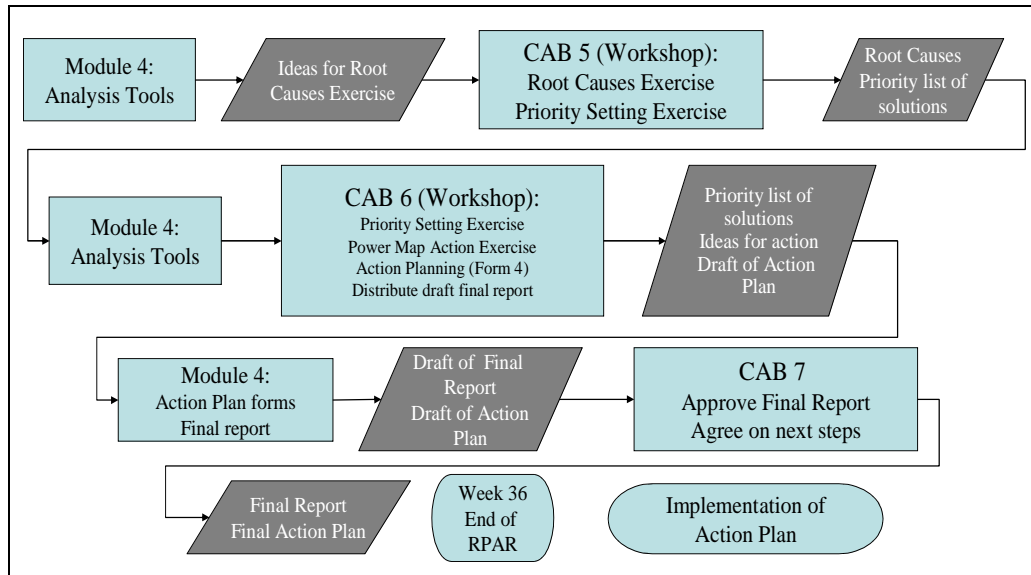 Module 4:
Analysis Tools
Ideas for Root
Causes Exercise
CAB 5 (Workshop):
Root Causes Exercise
Priority Setting Exercise
Root Causes
Priority list of
solutions
Module 4:
Analysis Tools
CAB 6 (Workshop):
Priority Setting Exercise
Power Map Action Exercise
Action Planning (Form 4)
Distribute draft final report
Priority list of
solutions
Ideas for action
Draft of Action
Plan
Module 4:
Action Plan forms
Final report
Draft of Final
Report
Draft of Action
Plan
CAB 7
Approve Final Report
Agree on next steps
Final Report
Final Action Plan
Week 36
End of
RPAR
Implementation of
Action Plan